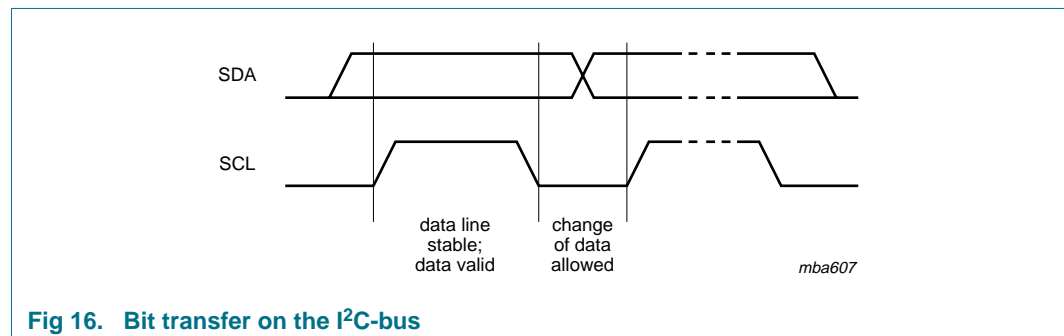 SDA
SCL
data line
stable;
data valid
change
of data
allowed
mba607
Fig 16. Bit transfer on the I²C-bus